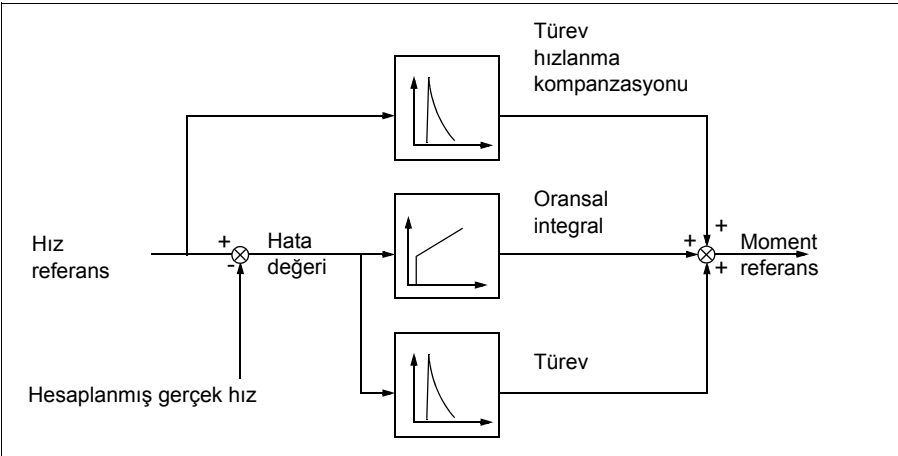 Türev
hızlanma
kompanzasyonu
Oransal
integral
+
Hız
referans
+
-
Hata
değeri
+
+
Moment
referans
Türev
Hesaplanmış gerçek hız